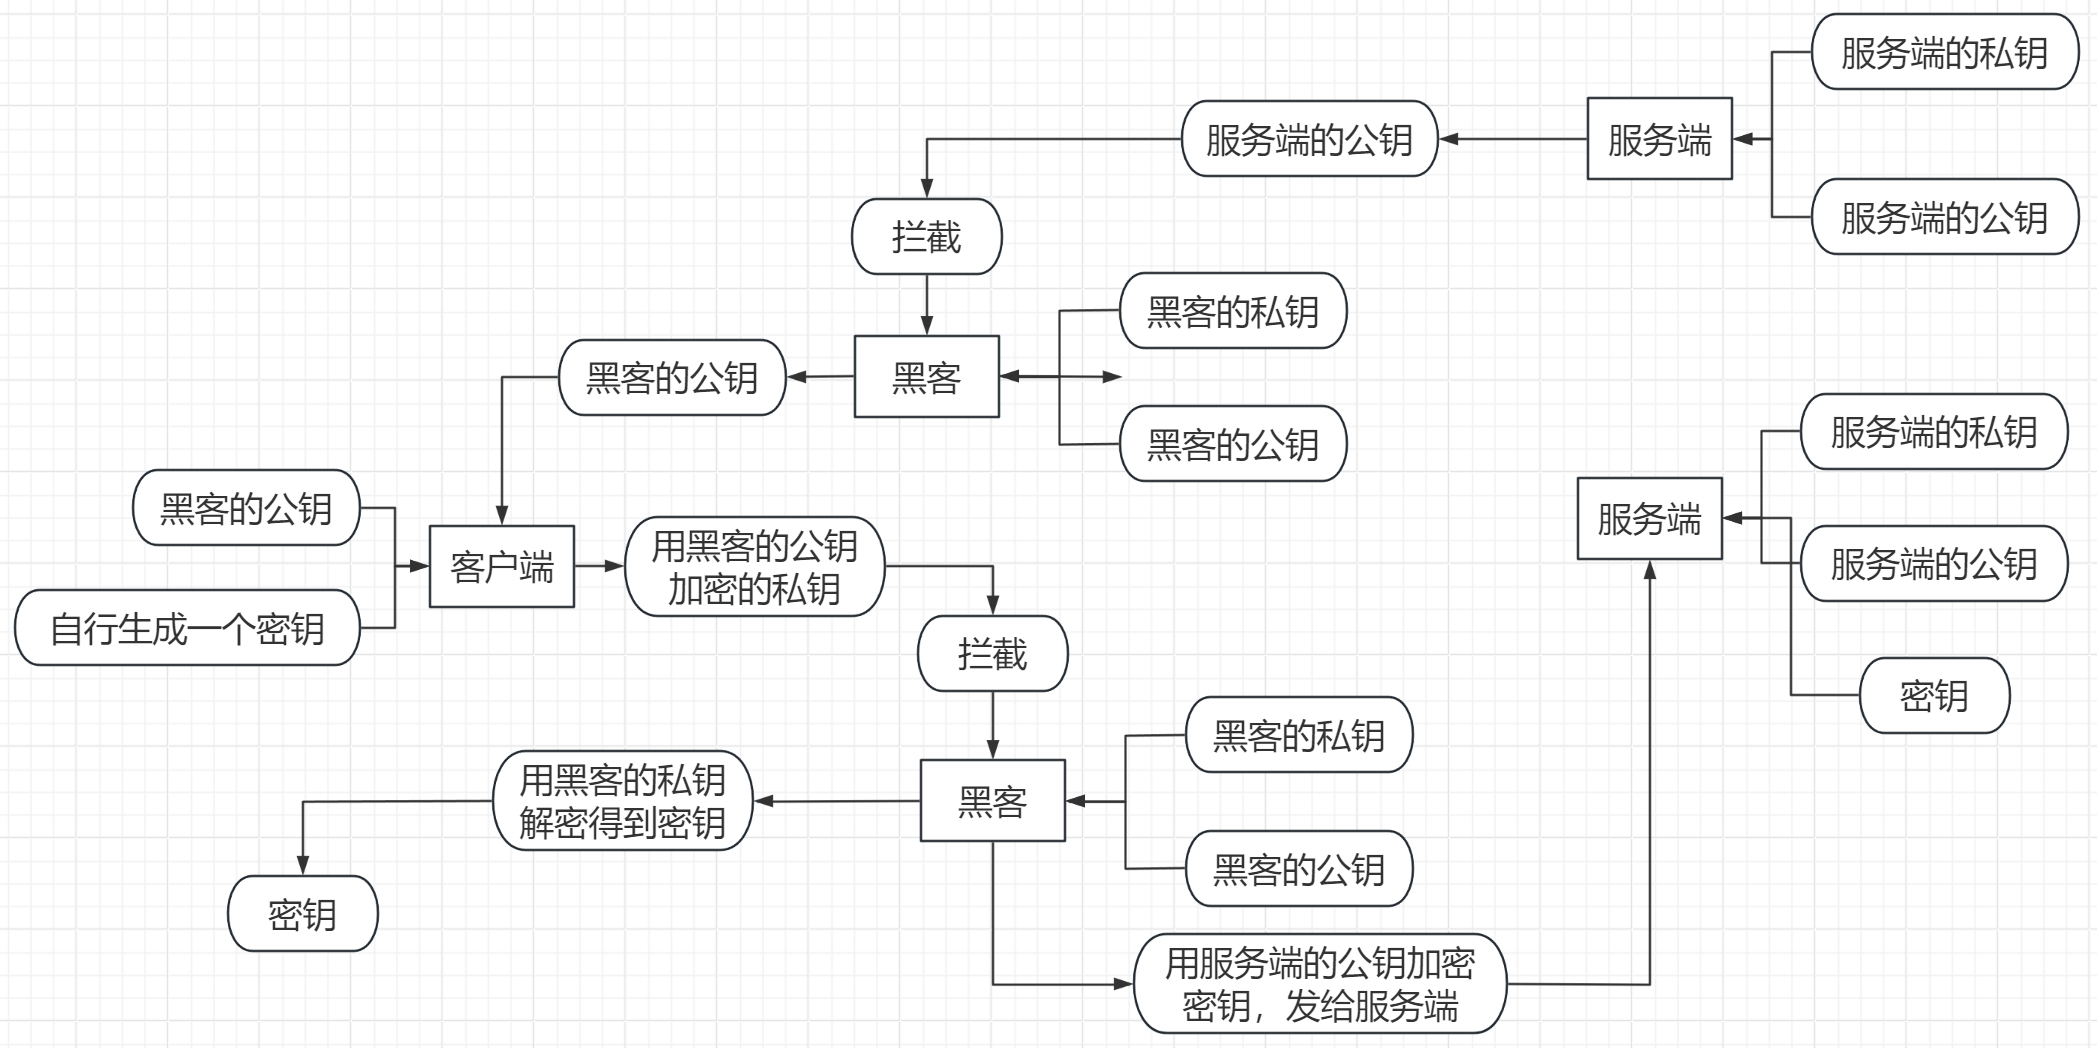 服务端的私钥
服务端的公钥
服务端
服务端的公钥
拦截
黑客的私钥
黑客的公钥
黑客
黑客的公钥
服务端的私钥
黑客的公钥
服务端
客户端
用黑客的公钥
加密的私钥
服务端的公钥
自行生成一个密钥
拦截
密钥
黑客的私钥
用黑客的私钥
解密得到密钥
黑客
黑客的公钥
密钥
用服务端的公钥加密
密钥，发给服务端